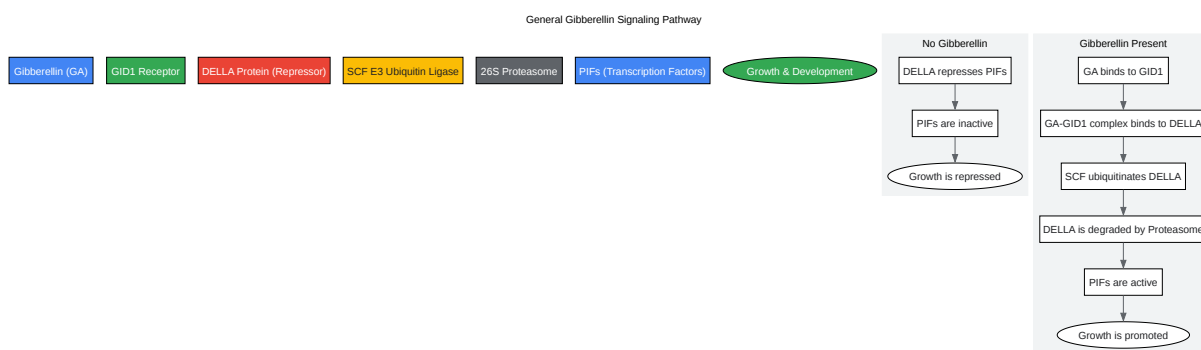 General Gibberellin Signaling Pathway
Gibberellin (GA)
GID1 Receptor
DELLA Protein (Repressor)
SCF E3 Ubiquitin Ligase
26S Proteasome
PIFs (Transcription Factors)
Growth & Development
No Gibberellin
DELLA represses PIFs
PIFs are inactive
Growth is repressed
Gibberellin Present
GA binds to GID1
GA-GID1 complex binds to DELLA
SCF ubiquitinates DELLA
DELLA is degraded by Proteasome
PIFs are active
Growth is promoted